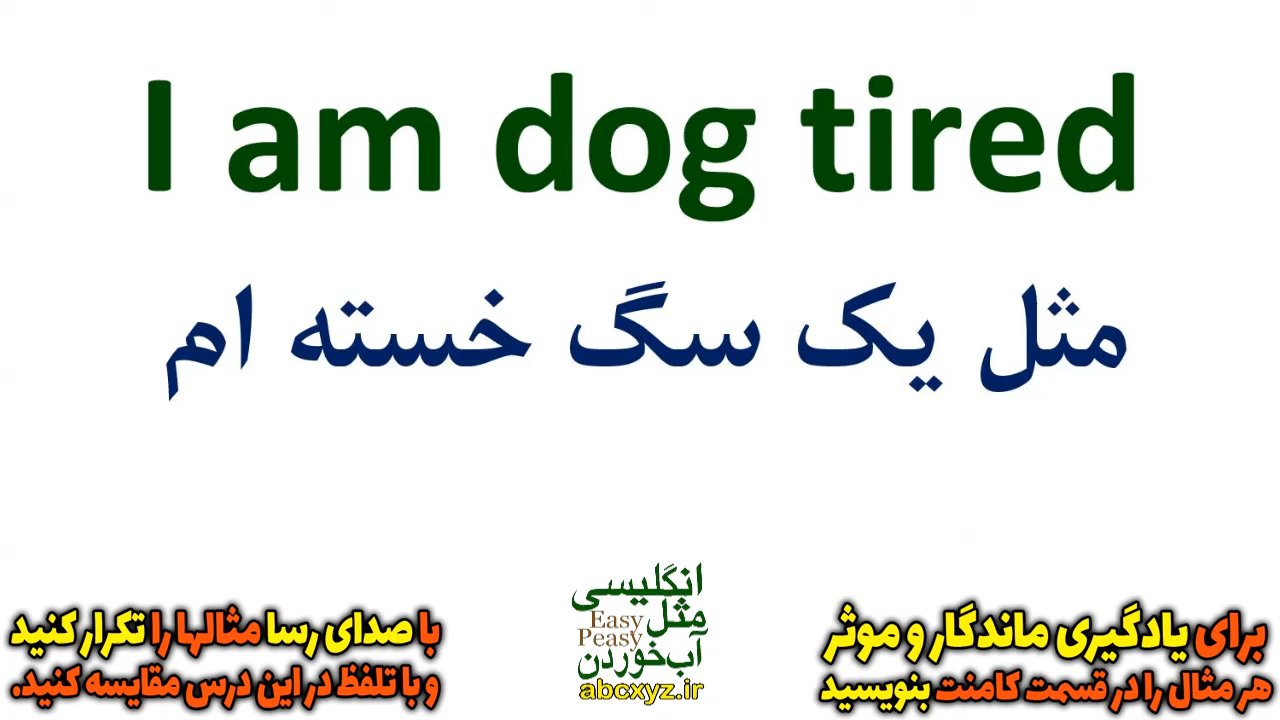 I am dog tired
مثل یک سگ خسته ام
برای یادگیری ماندگار و موثر
هر مثال را در قسمت کامنت بنویسید
انگلیسی
مثل Easy
Peasy
آب خوردن
abcxyz.ir
با صدای رسا مثالها را تکرار کنید
و با تلفظ در این درس مقایسه کنید.